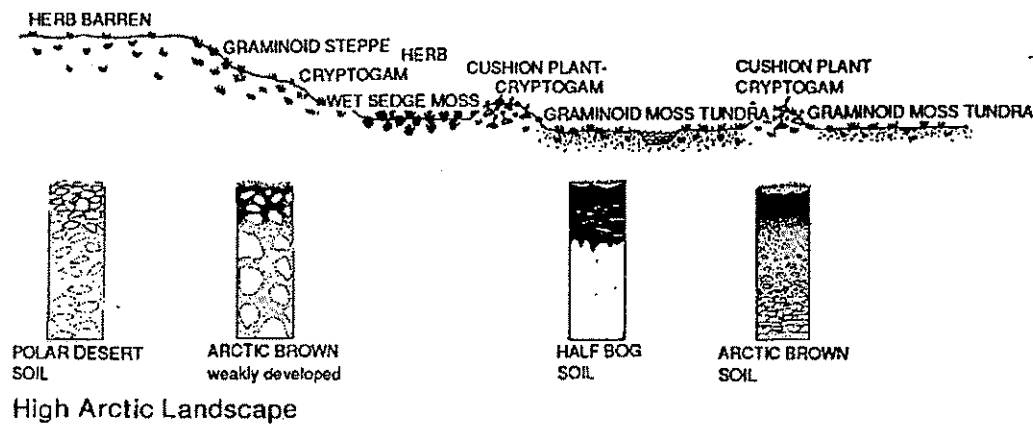 HERB BARREN
GRAMINOID STEPPE
HERB
CRYPTOGAM
WET SEDGE MOSS
CUSHION PLANT-
CRYPTOGAM
GRAMINOID MOSS TUNDRA
CUSHION PLANT
CRYPTOGAM
GRAMINOID MOSS TUNDRA
POLAR DESERT
SOIL
ARCTIC BROWN
weakly developed
HALF BOG
SOIL
ARCTIC BROWN
SOIL
High Arctic Landscape